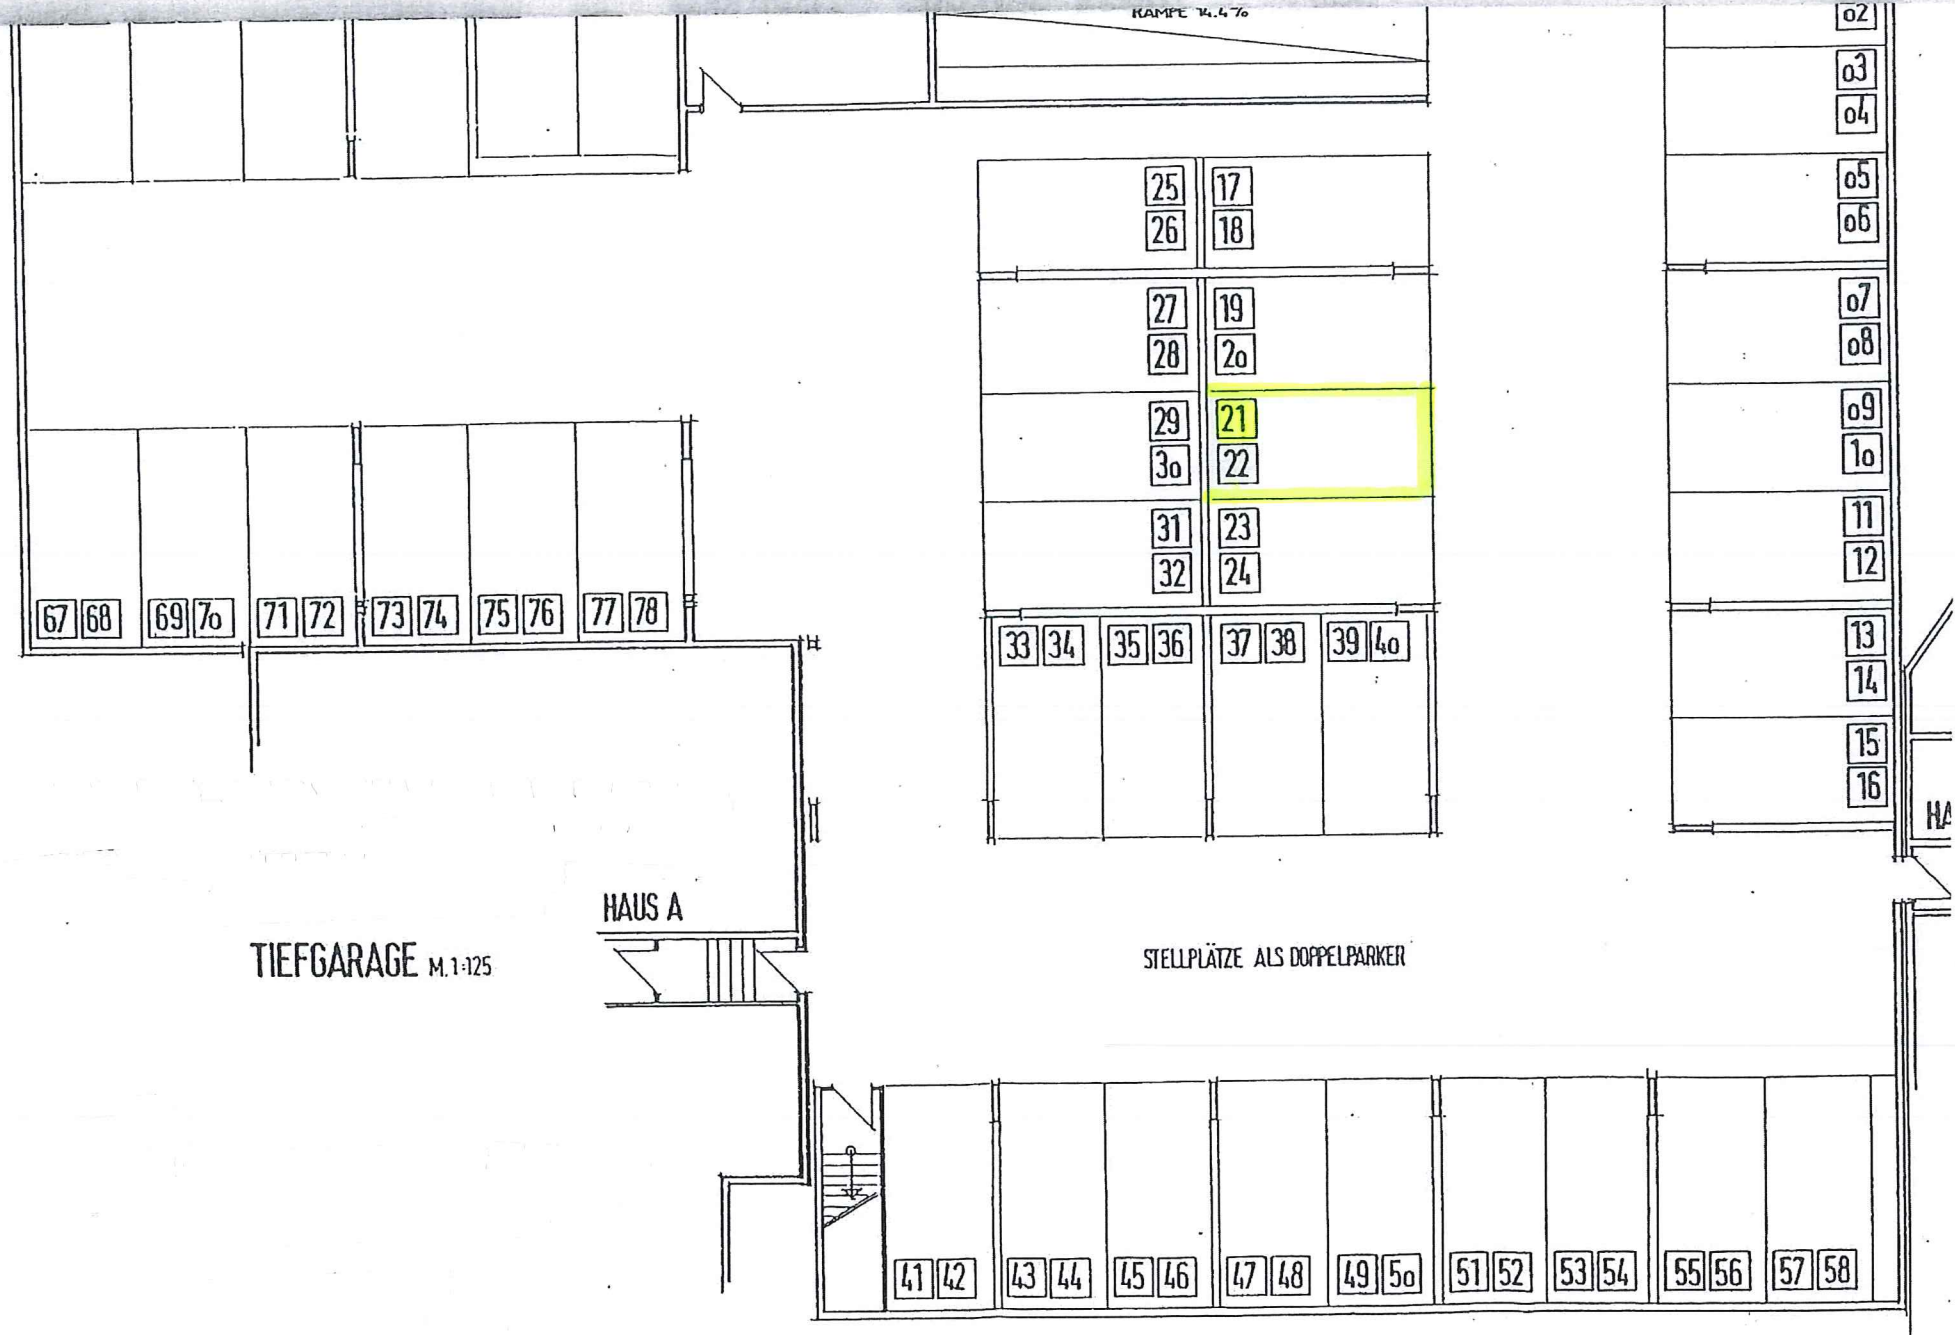 RAMPE 14.4%
o2
o3
o4
o5
o6
25 17
26 18
27 19
28 2o
o7
o8
29 21
3o 22
o9
1o
31 23
32 24
11
12
67 68 69 7o 71 72 73 74 75 76 77 78
33 34 35 36 37 38 39 4o
13
14
15
16
HA
HAUS A
TIEFGARAGE M.1:125
STELLPLÄTZE ALS DOPPELPARKER
41 42 43 44 45 46 47 48 49 5o 51 52 53 54 55 56 57 58